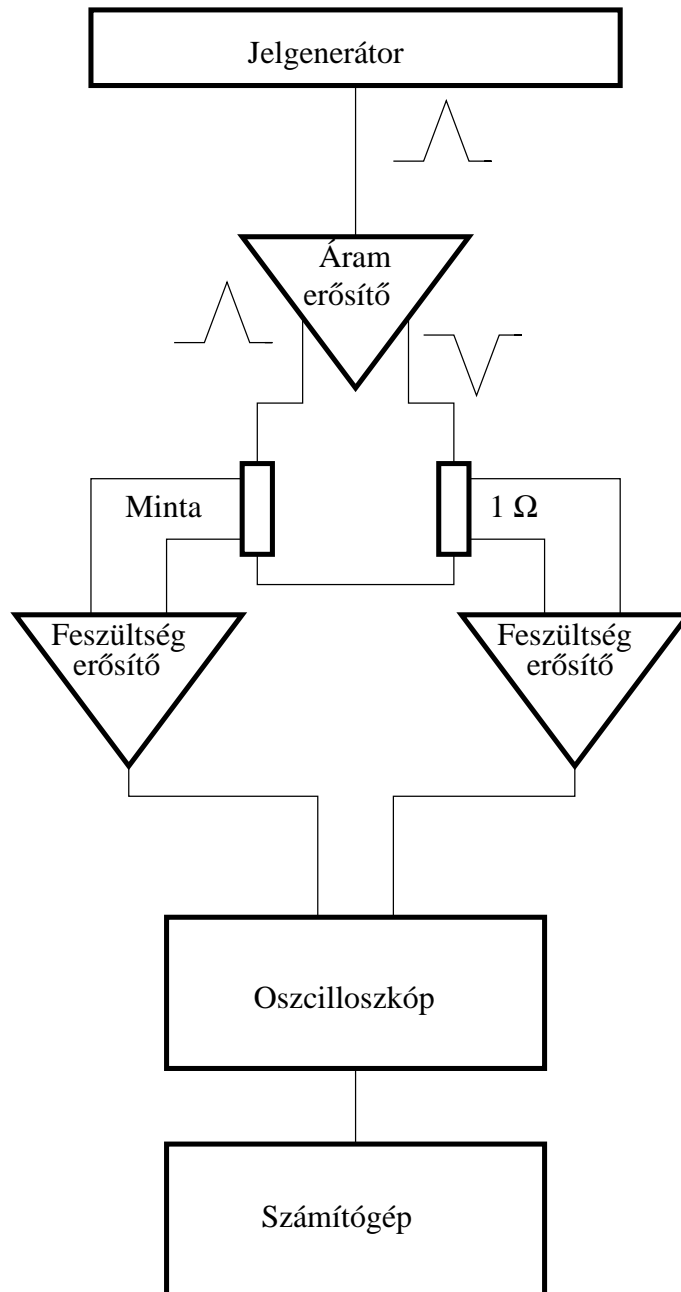 Jelgenerátor
Áram
erősítő
Minta
1 Ω
Feszültség
erősítő
Feszültség
erősítő
Oszcilloszkóp
Számítógép